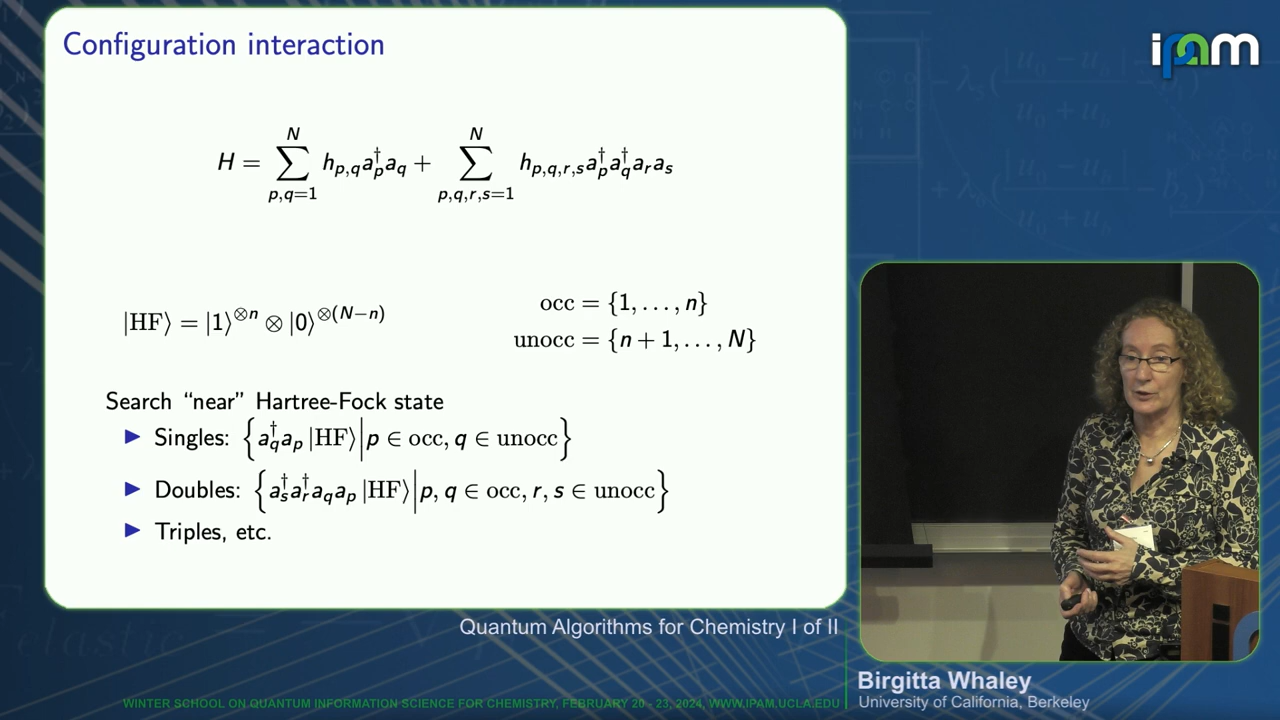 Configuration interaction
ipam
H = ∑_{p,q=1}^{N} h_{p,q} a_p^† a_q + ∑_{p,q,r,s=1}^{N} h_{p,q,r,s} a_p^† a_q^† a_r a_s
|HF⟩ = |1⟩^{⊗n} ⊗ |0⟩^{⊗(N−n)}
occ = {1, . . . , n}
unocc = {n + 1, . . . , N}
Search “near” Hartree-Fock state
▶ Singles: {a_q^† a_p |HF⟩ | p ∈ occ, q ∈ unocc}
▶ Doubles: {a_s^† a_r^† a_q a_p |HF⟩ | p, q ∈ occ, r, s ∈ unocc}
▶ Triples, etc.
Quantum Algorithms for Chemistry I of II
Birgitta Whaley
University of California, Berkeley
WINTER SCHOOL ON QUANTUM INFORMATION SCIENCE FOR CHEMISTRY, FEBRUARY 20 - 23, 2024, WWW.IPAM.UCLA.EDU